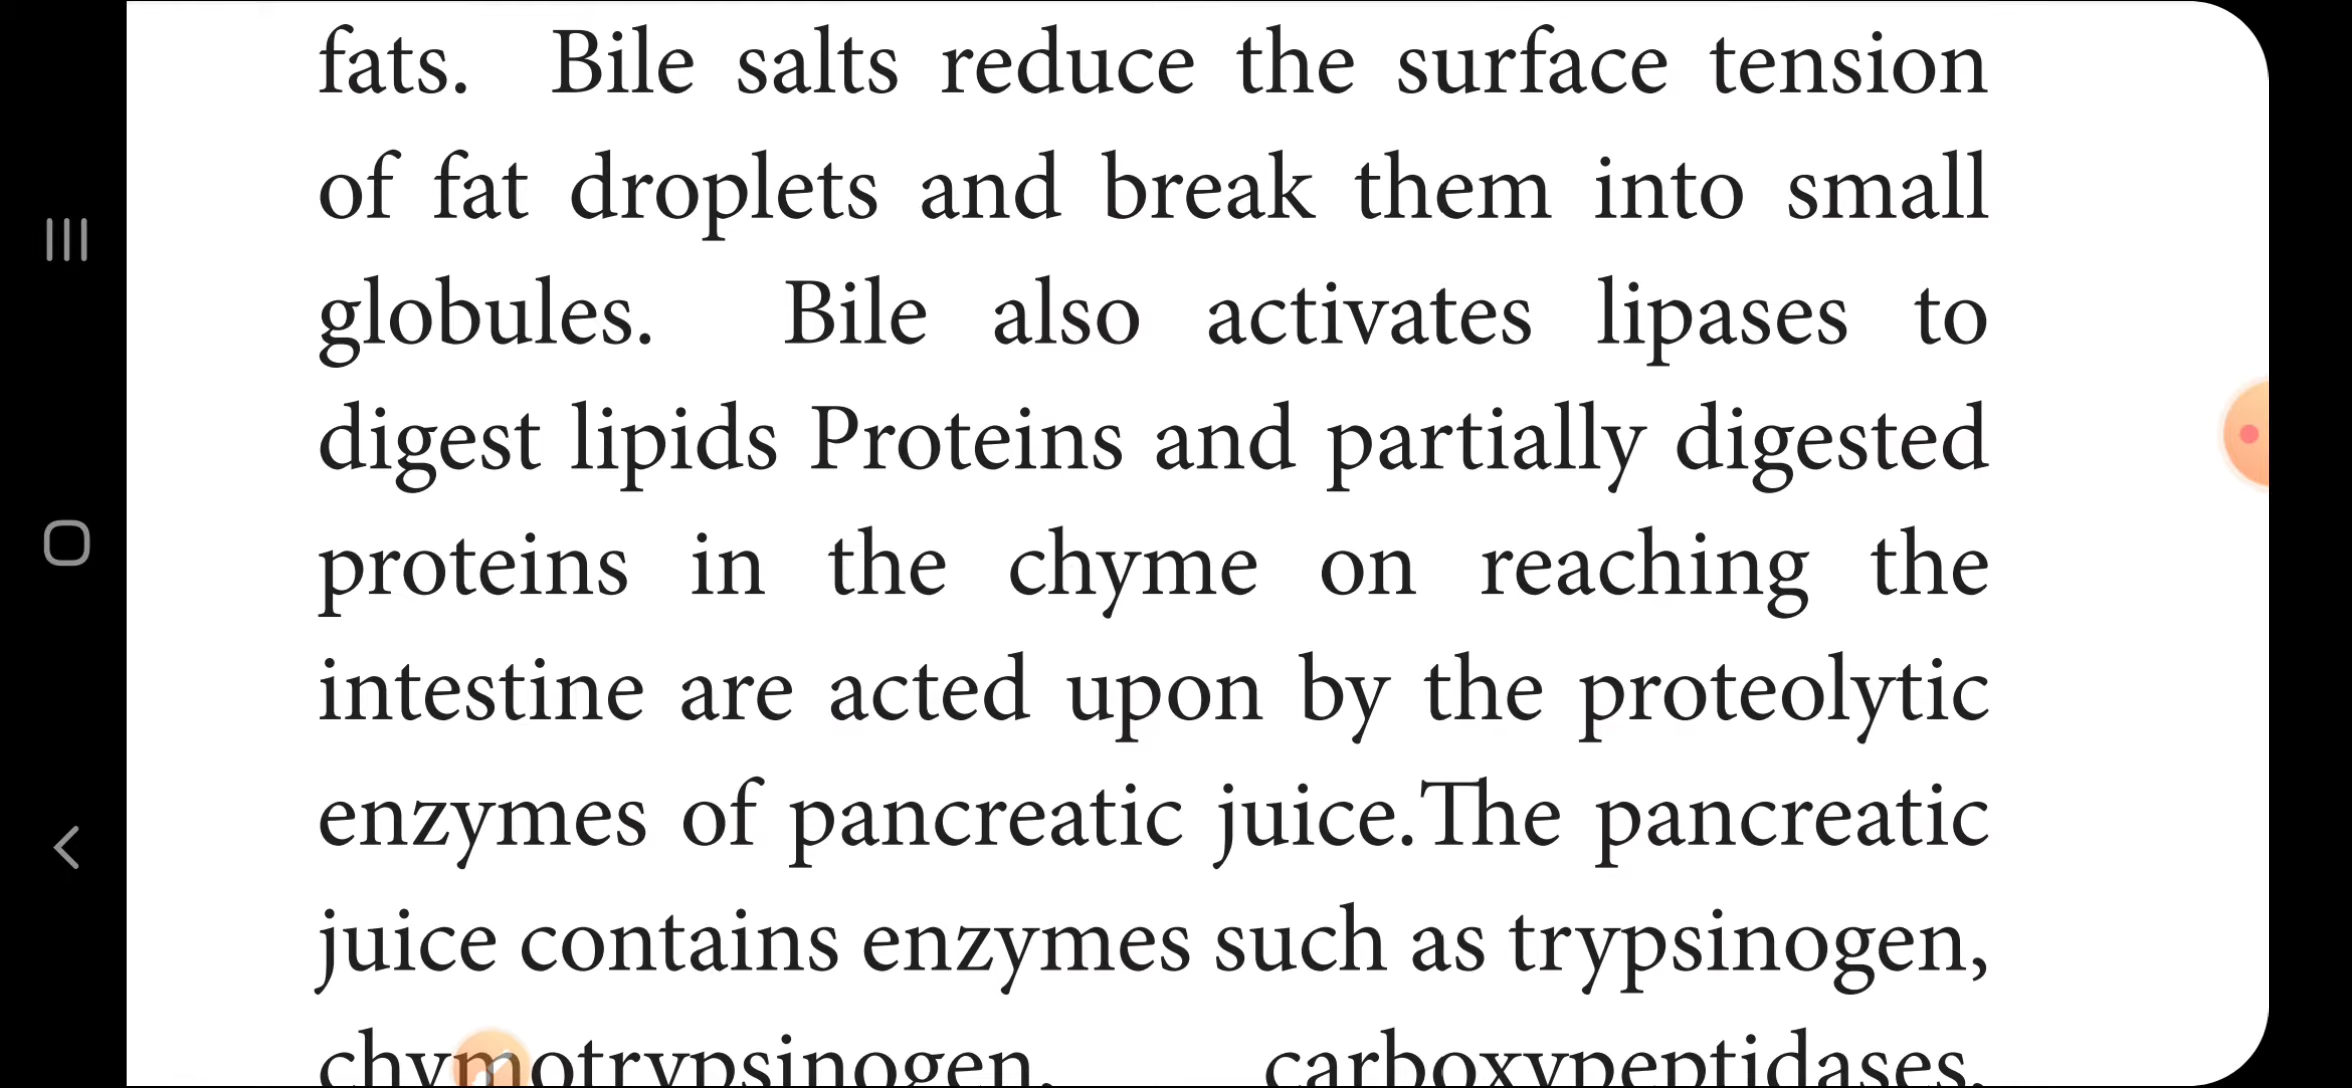 fats. Bile salts reduce the surface tension
of fat droplets and break them into small
globules. Bile also activates lipases to
digest lipids Proteins and partially digested
proteins in the chyme on reaching the
intestine are acted upon by the proteolytic
enzymes of pancreatic juice.The pancreatic
juice contains enzymes such as trypsinogen,
chymotrypsinogen, carboxypeptidases,